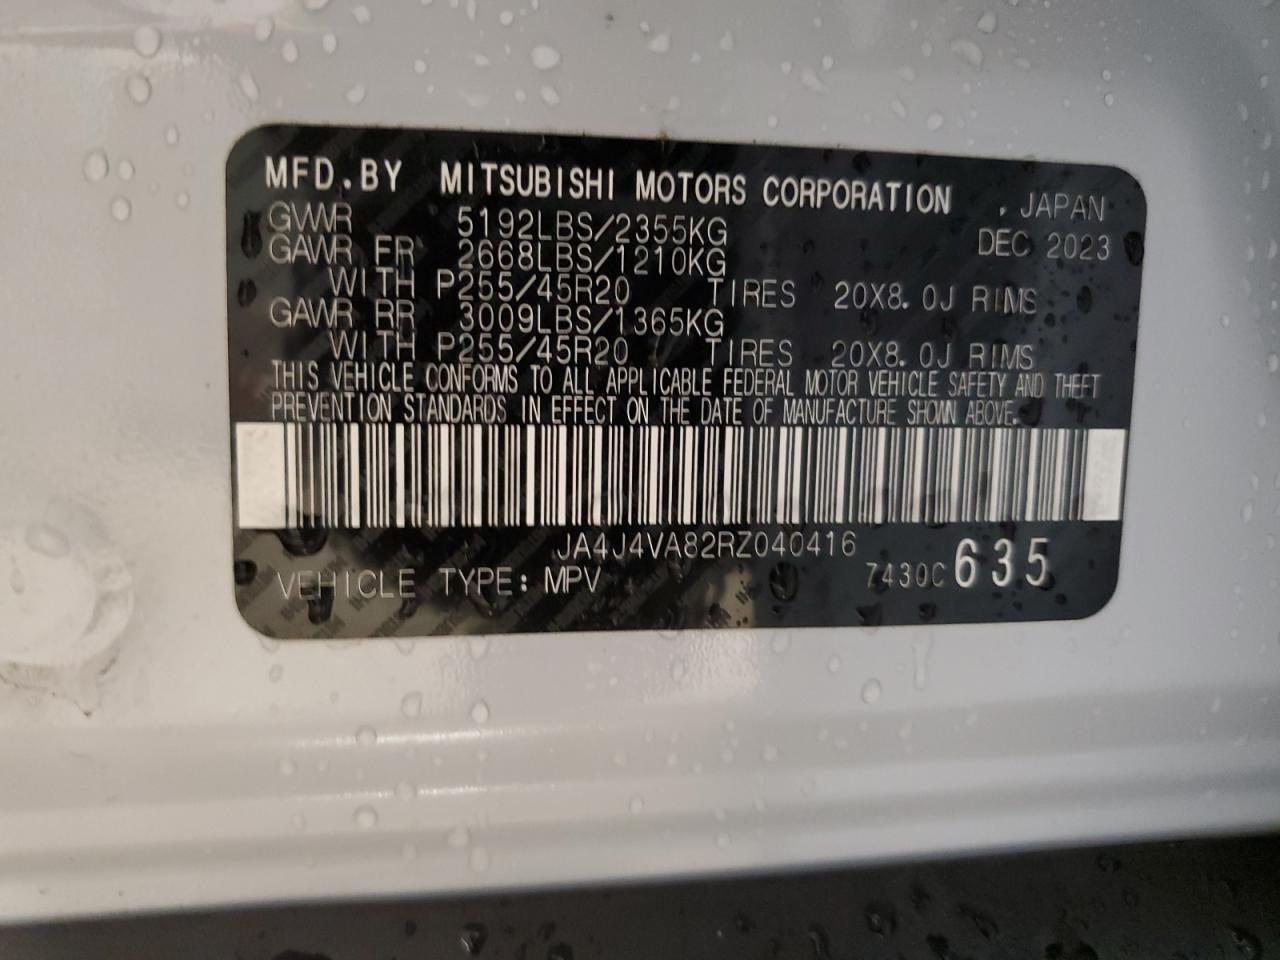 MFD.BY MITSUBISHI MOTORS CORPORATION . JAPAN
GVWR 5192LBS/2355KG DEC 2023
GAWR FR 2668LBS/1210KG
WITH P255/45R20 TIRES 20X8.0J RIMS
GAWR RR 3009LBS/1365KG
WITH P255/45R20 TIRES 20X8.0J RIMS
THIS VEHICLE CONFORMS TO ALL APPLICABLE FEDERAL MOTOR VEHICLE SAFETY AND THEFT
PREVENTION STANDARDS IN EFFECT ON THE DATE OF MANUFACTURE SHOWN ABOVE.
JA4J4VA82RZ040416
VEHICLE TYPE: MPV 7430C 635